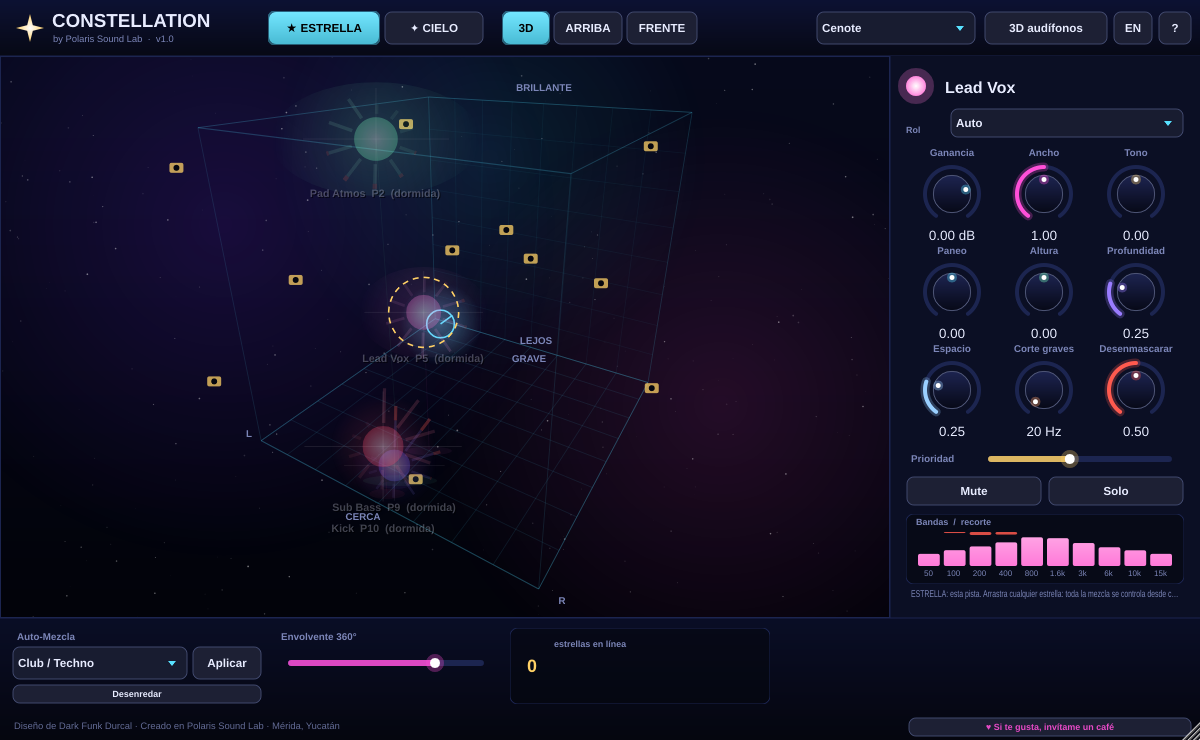 CONSTELLATION
by Polaris Sound Lab · v1.0
★ ESTRELLA
✦ CIELO
3D
ARRIBA
FRENTE
Cenote
3D audífonos
EN
?
BRILLANTE
Pad Atmos P2 (dormida)
Lead Vox P5 (dormida)
LEJOS
GRAVE
L
Sub Bass P9 (dormida)
CERCA
Kick P10 (dormida)
R
Lead Vox
Rol
Auto
Ganancia Ancho Tono
0.00 dB 1.00 0.00
Paneo Altura Profundidad
0.00 0.00 0.25
Espacio Corte graves Desenmascarar
0.25 20 Hz 0.50
Prioridad
Mute Solo
Bandas / recorte
50 100 200 400 800 1.6k 3k 6k 10k 15k
ESTRELLA: esta pista. Arrastra cualquier estrella: toda la mezcla se controla desde c...
Auto-Mezcla
Club / Techno
Aplicar
Desenredar
Envolvente 360°
estrellas en línea
0
Diseño de Dark Funk Durcal · Creado en Polaris Sound Lab · Mérida, Yucatán
♥ Si te gusta, invítame un café